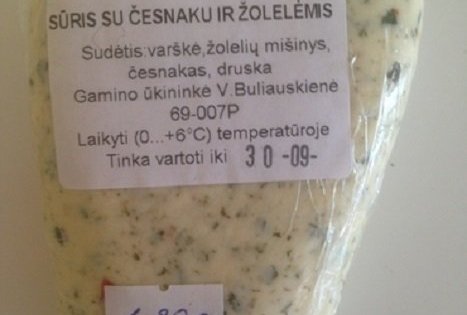 SŪRIS SU ČESNAKU IR ŽOLELĖMIS
Sudėtis:varškė,žolelių mišinys,
česnakas, druska
Gamino ūkininkė V.Buliauskienė
69-007P
Laikyti (0...+6°C) temperatūroje
Tinka vartoti iki 30-09-